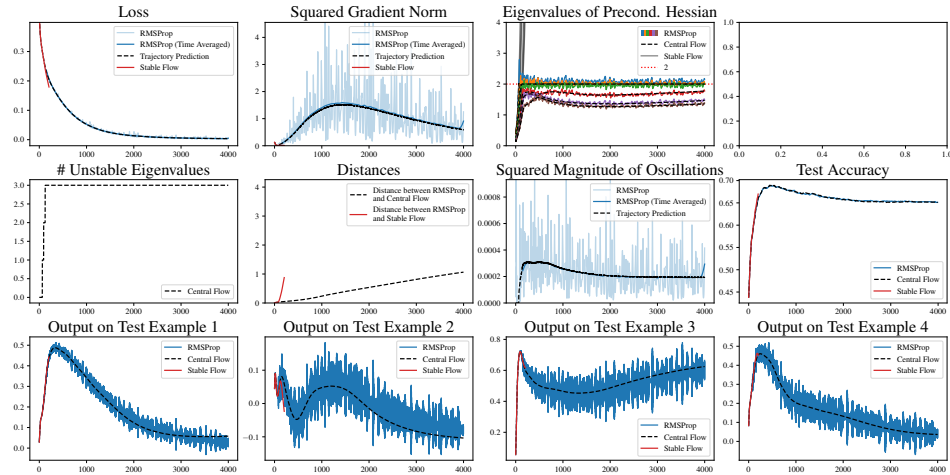 Loss
RMSProp
RMSProp (Time Averaged)
Trajectory Prediction
Stable Flow
0.3
0.2
0.1
0.0
0
1000
2000
3000
4000
Squared Gradient Norm
RMSProp
RMSProp (Time Averaged)
Trajectory Prediction
Stable Flow
4
3
2
1
0
0
1000
2000
3000
4000
Eigenvalues of Precond. Hessian
RMSProp
Central Flow
Stable Flow
2
4
3
2
1
0
0
1000
2000
3000
4000
1.0
0.8
0.6
0.4
0.2
0.0
0.0
0.2
0.4
0.6
0.8
1.0
# Unstable Eigenvalues
Central Flow
3.0
2.5
2.0
1.5
1.0
0.5
0.0
0
1000
2000
3000
4000
Distances
Distance between RMSProp
and Central Flow
Distance between RMSProp
and Stable Flow
4
3
2
1
0
0
1000
2000
3000
4000
Squared Magnitude of Oscillations
RMSProp
RMSProp (Time Averaged)
Trajectory Prediction
0.0008
0.0006
0.0004
0.0002
0.0000
0
1000
2000
3000
4000
Test Accuracy
RMSProp
Central Flow
Stable Flow
0.7
0.6
0.5
0
1000
2000
3000
4000
Output on Test Example 1
RMSProp
Central Flow
Stable Flow
0.5
0.4
0.3
0.2
0.1
0.0
0
1000
2000
3000
4000
Output on Test Example 2
RMSProp
Central Flow
Stable Flow
0.1
0.0
−0.1
0
1000
2000
3000
4000
Output on Test Example 3
RMSProp
Central Flow
Stable Flow
0.8
0.6
0.4
0.2
0
1000
2000
3000
4000
Output on Test Example 4
RMSProp
Central Flow
Stable Flow
0.5
0.4
0.3
0.2
0.1
0.0
0
1000
2000
3000
4000